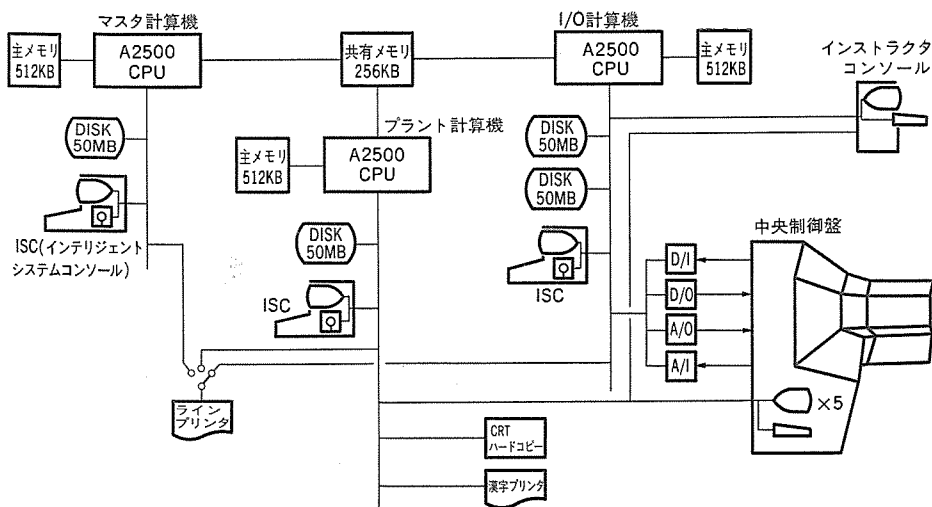 マスタ計算機
主メモリ
512KB
A2500
CPU
共有メモリ
256KB
I/O計算機
A2500
CPU
主メモリ
512KB
インストラクタ
コンソール
DISK
50MB
プラント計算機
主メモリ
512KB
A2500
CPU
DISK
50MB
DISK
50MB
ISC(インテリジェント
システムコンソール)
DISK
50MB
ISC
ISC
中央制御盤
D/I
D/O
A/O
A/I
×5
ライン
プリンタ
CRT
ハードコピー
漢字プリンタ